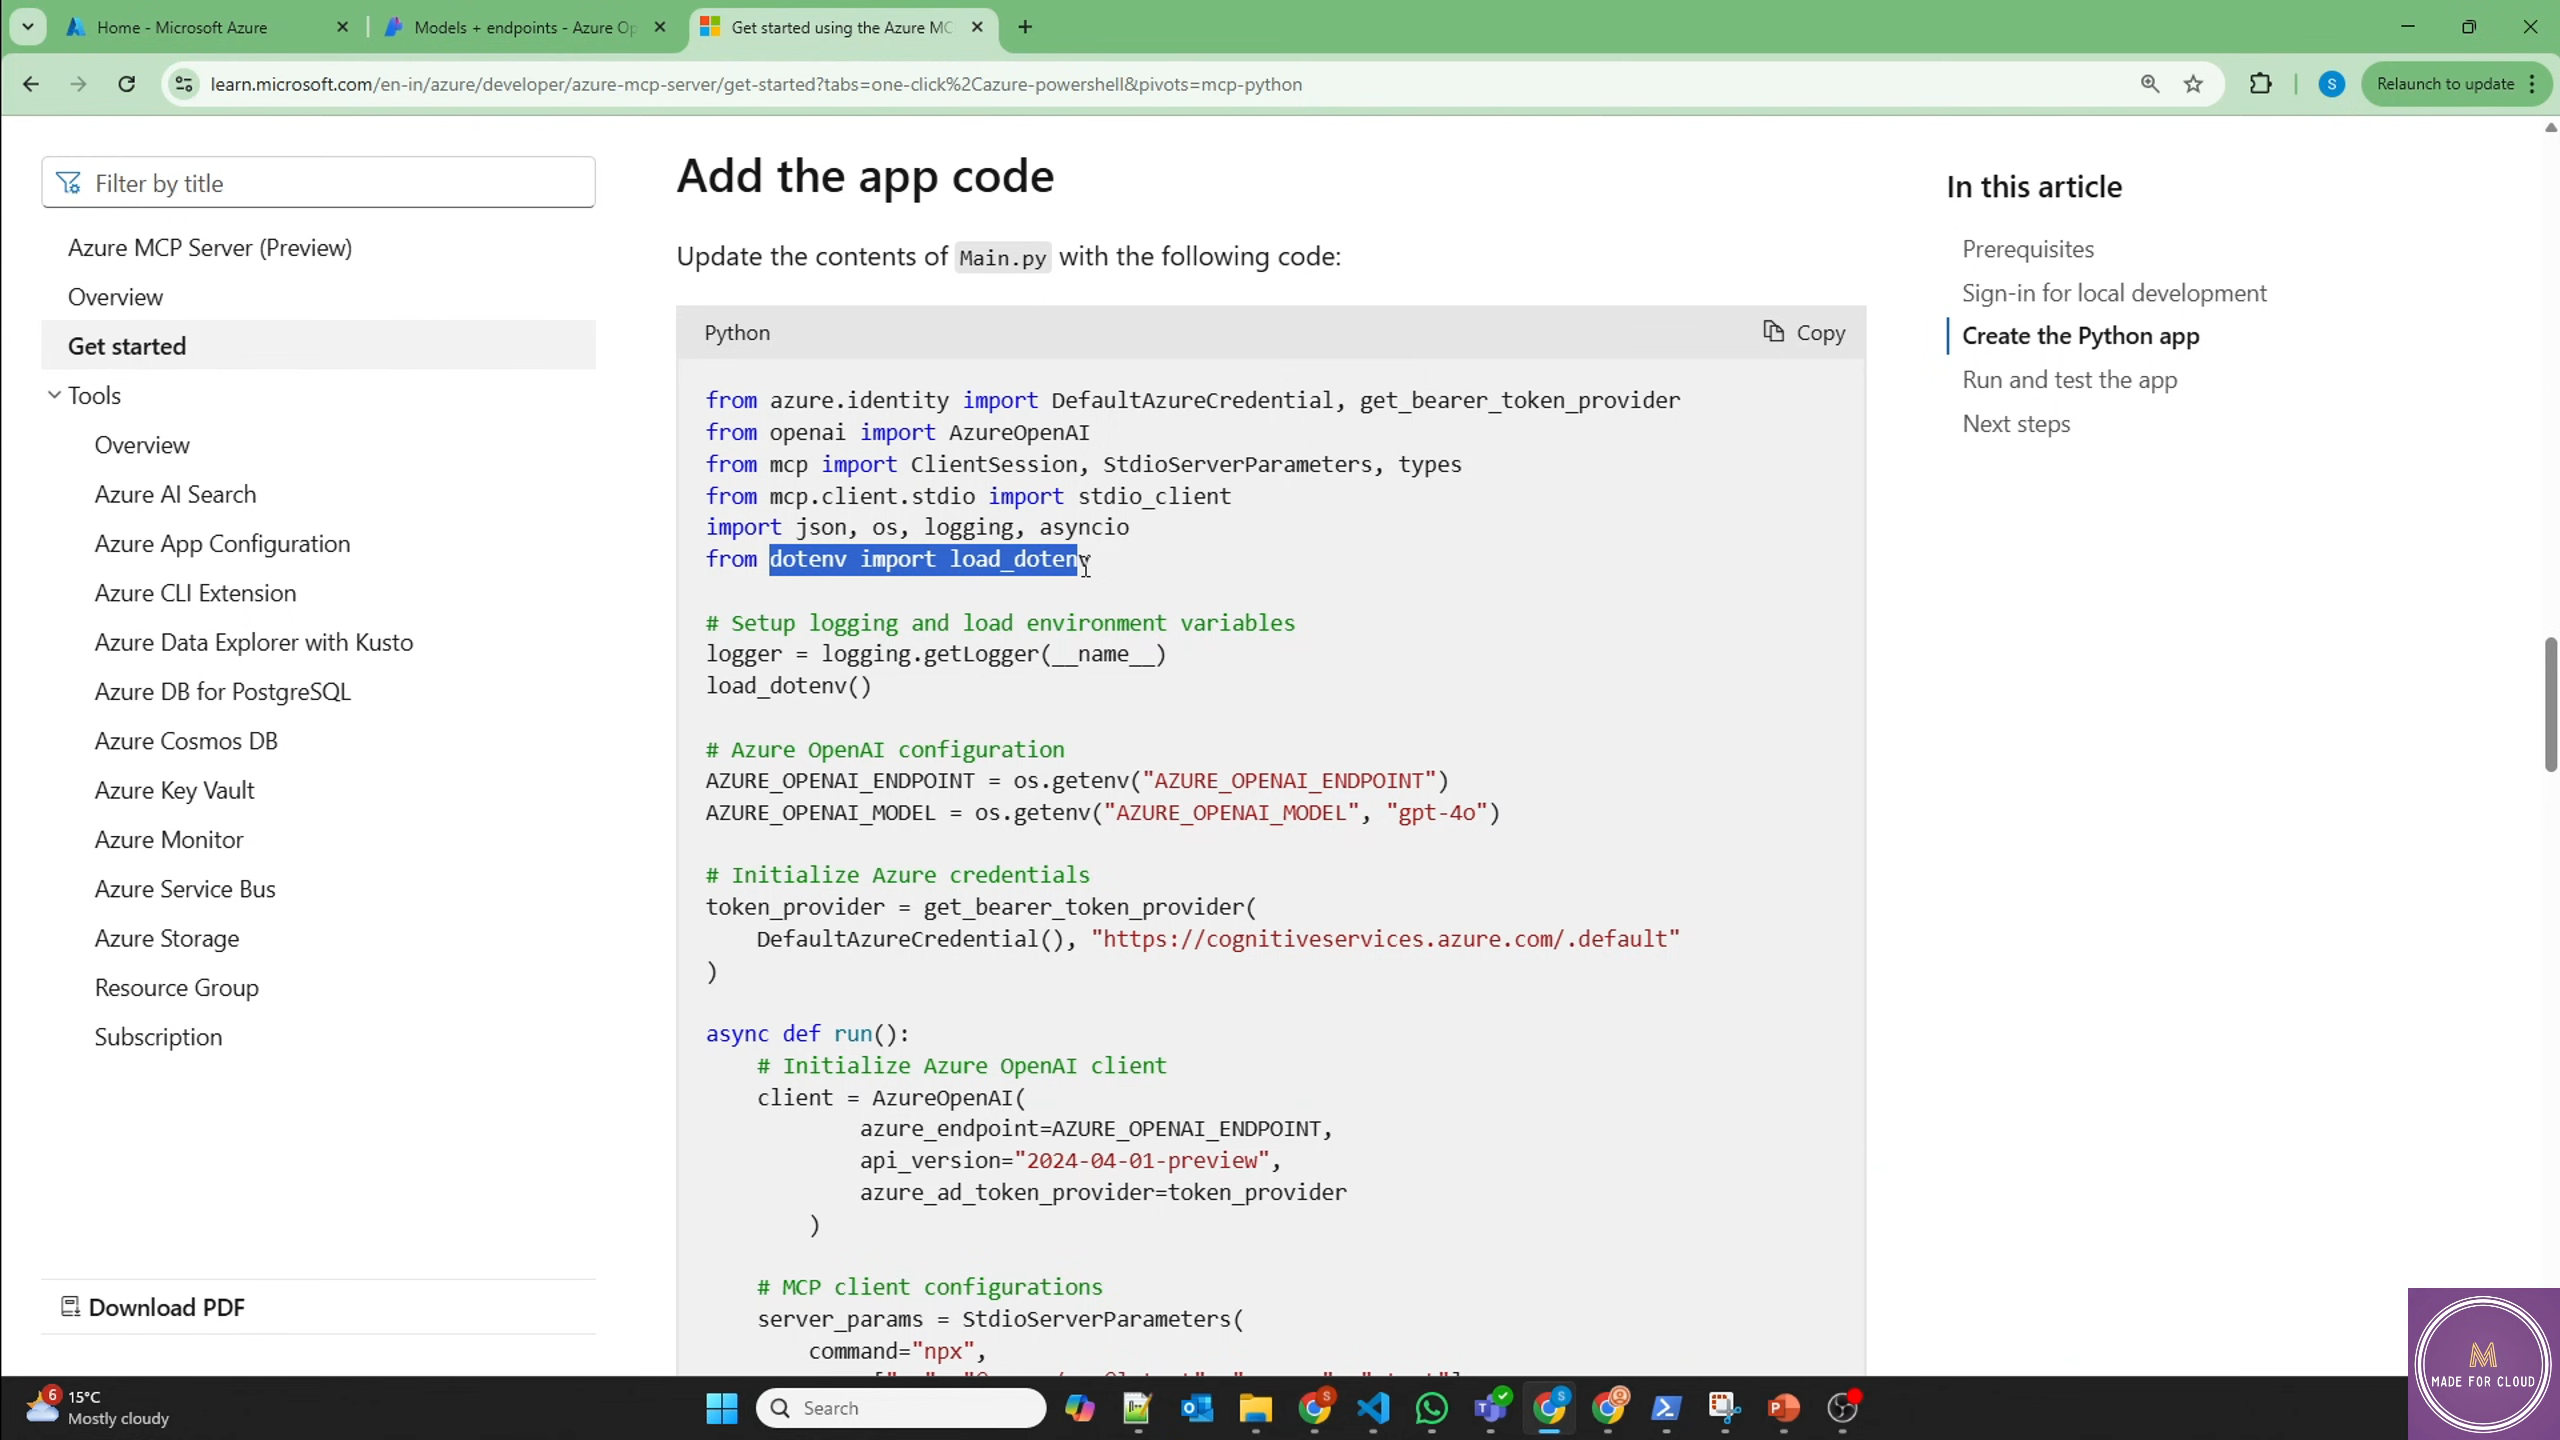 Home - Microsoft Azure
Models + endpoints - Azure Op
Get started using the Azure MC
learn.microsoft.com/en-in/azure/developer/azure-mcp-server/get-started?tabs=one-click%2Cazure-powershell&pivots=mcp-python
S
Relaunch to update
Filter by title
Azure MCP Server (Preview)
Overview
Get started
Tools
Overview
Azure AI Search
Azure App Configuration
Azure CLI Extension
Azure Data Explorer with Kusto
Azure DB for PostgreSQL
Azure Cosmos DB
Azure Key Vault
Azure Monitor
Azure Service Bus
Azure Storage
Resource Group
Subscription
Download PDF
Add the app code
Update the contents of Main.py with the following code:
Python
Copy
from azure.identity import DefaultAzureCredential, get_bearer_token_provider
from openai import AzureOpenAI
from mcp import ClientSession, StdioServerParameters, types
from mcp.client.stdio import stdio_client
import json, os, logging, asyncio
from dotenv import load_dotenv
# Setup logging and load environment variables
logger = logging.getLogger(__name__)
load_dotenv()
# Azure OpenAI configuration
AZURE_OPENAI_ENDPOINT = os.getenv("AZURE_OPENAI_ENDPOINT")
AZURE_OPENAI_MODEL = os.getenv("AZURE_OPENAI_MODEL", "gpt-4o")
# Initialize Azure credentials
token_provider = get_bearer_token_provider(
DefaultAzureCredential(), "https://cognitiveservices.azure.com/.default"
)
async def run():
# Initialize Azure OpenAI client
client = AzureOpenAI(
azure_endpoint=AZURE_OPENAI_ENDPOINT,
api_version="2024-04-01-preview",
azure_ad_token_provider=token_provider
)
# MCP client configurations
server_params = StdioServerParameters(
command="npx",
In this article
Prerequisites
Sign-in for local development
Create the Python app
Run and test the app
Next steps
M
MADE FOR CLOUD
6
15°C
Mostly cloudy
Search